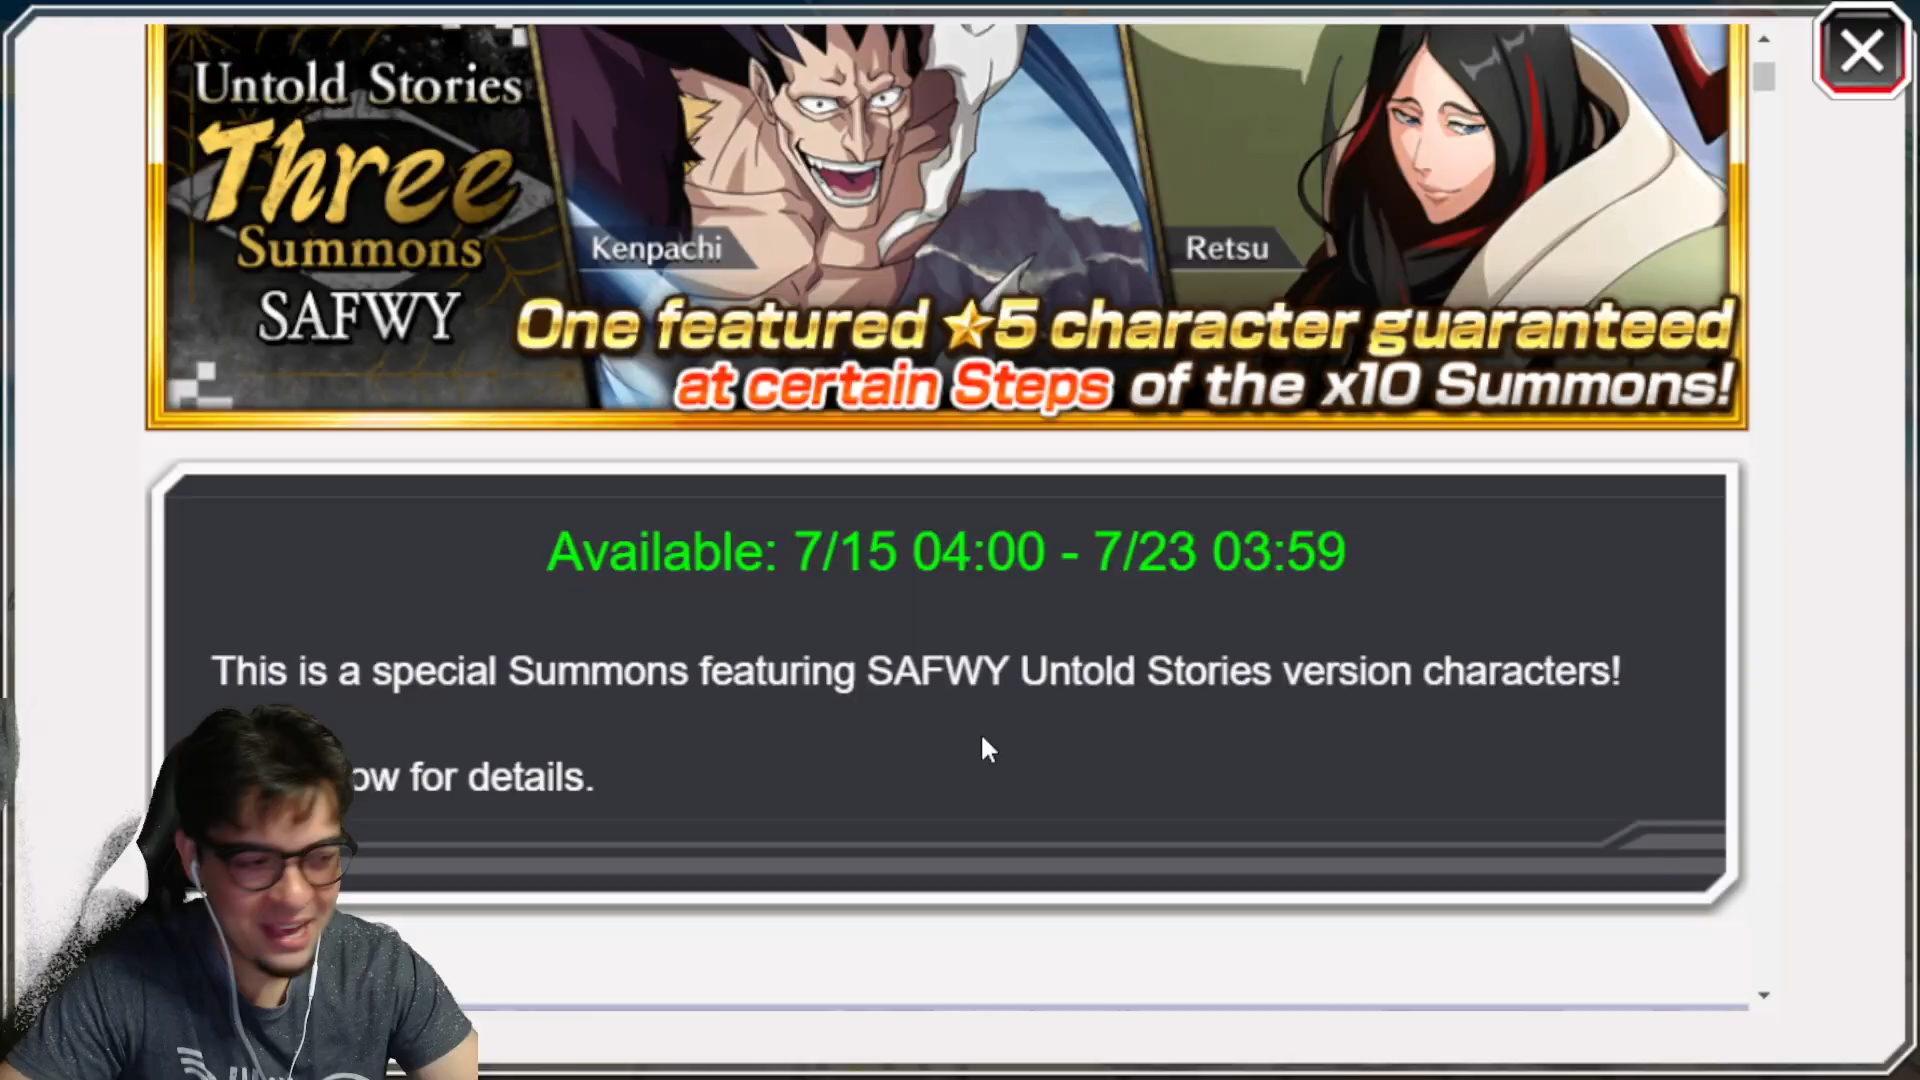 Untold Stories
Three
Summons
SAFWY
Kenpachi
Retsu
One featured ★5 character guaranteed
at certain Steps of the x10 Summons!
Available: 7/15 04:00 - 7/23 03:59
This is a special Summons featuring SAFWY Untold Stories version characters!
for details.